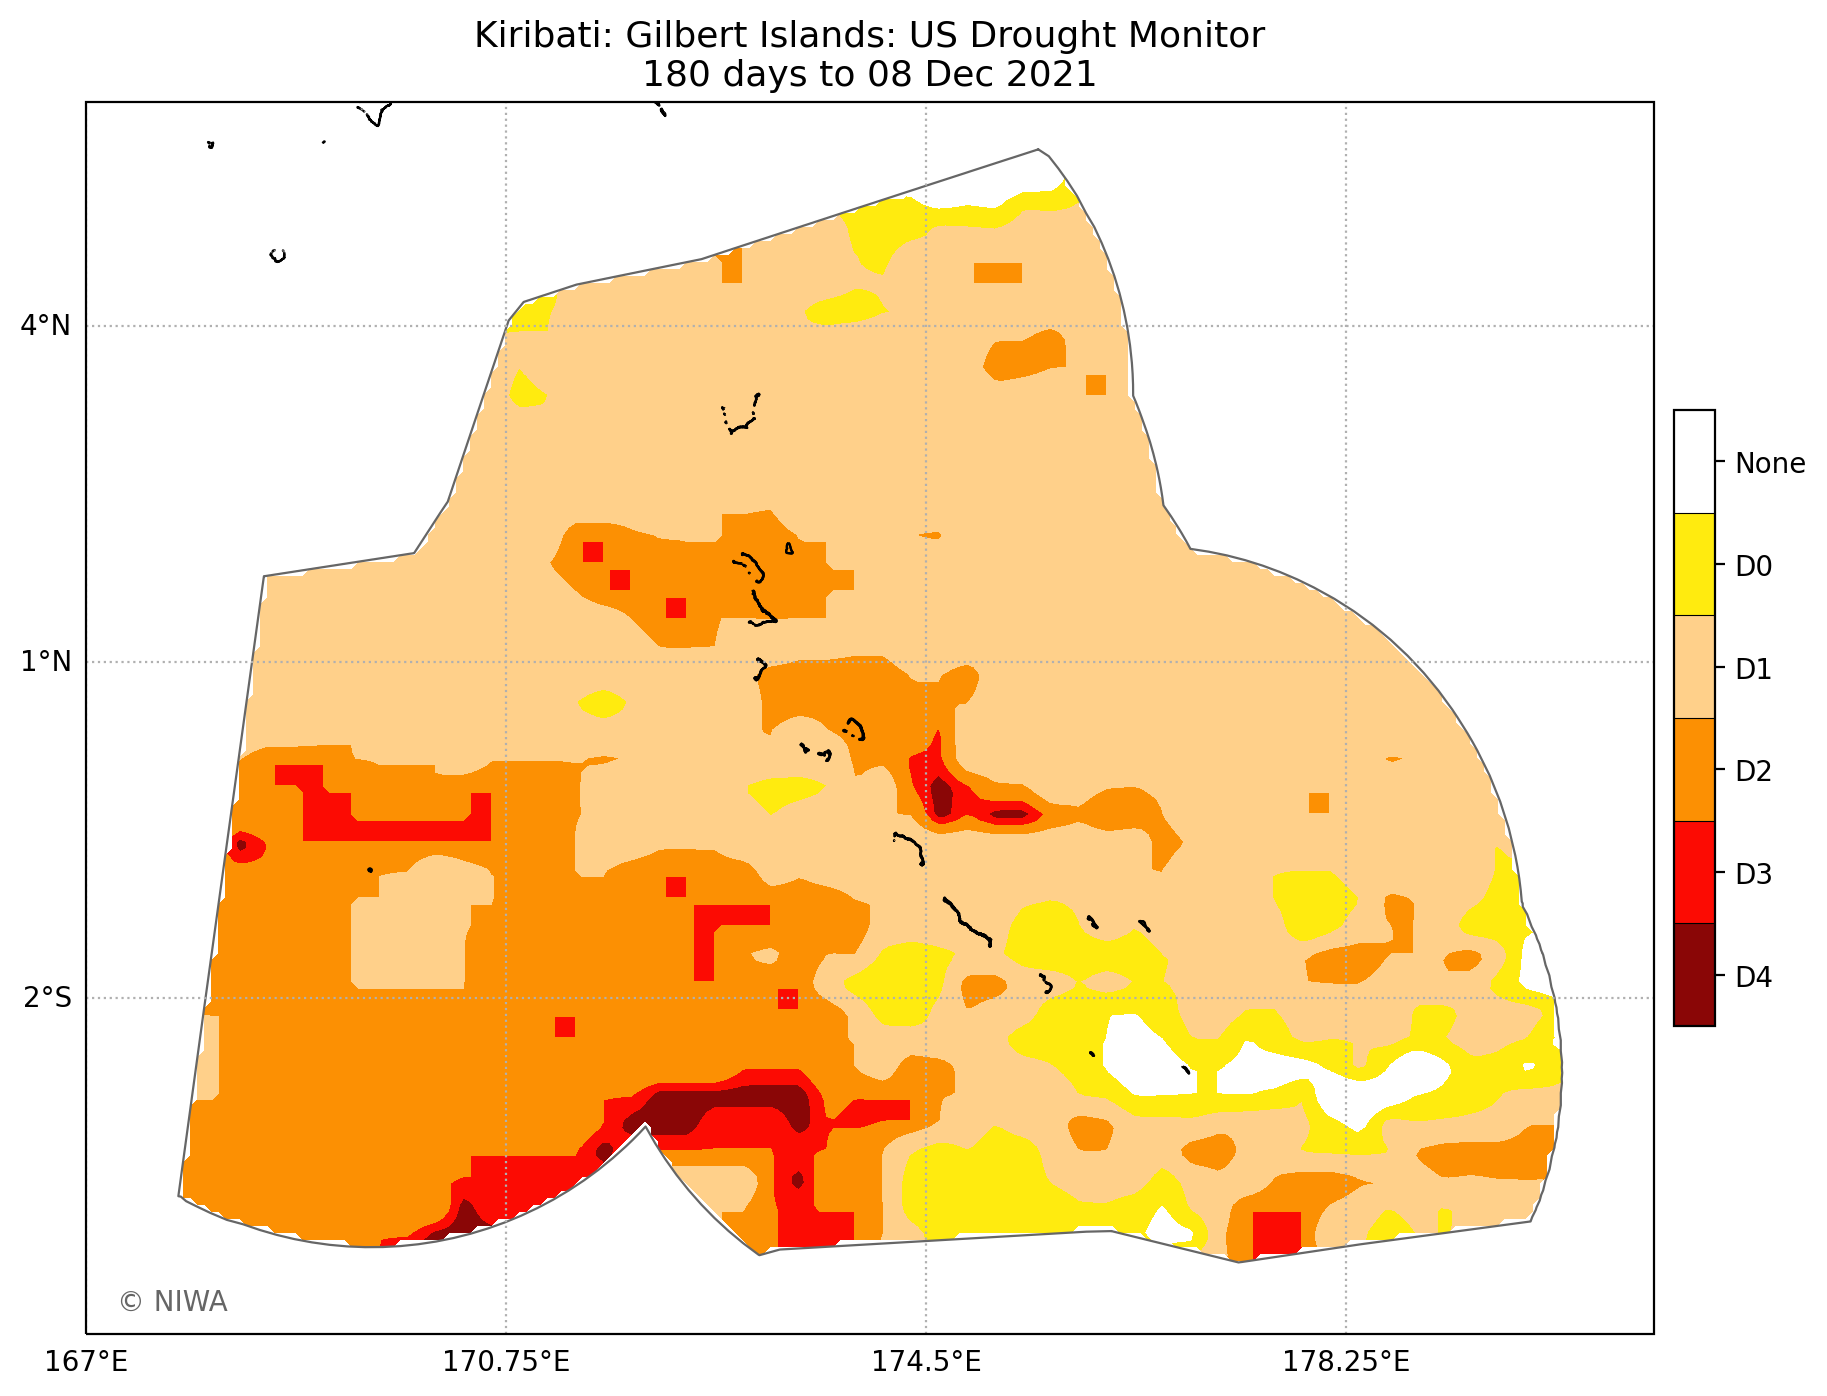 Kiribati: Gilbert Islands: US Drought Monitor
180 days to 08 Dec 2021
4°N
1°N
2°S
167°E
170.75°E
174.5°E
178.25°E
None
D0
D1
D2
D3
D4
© NIWA